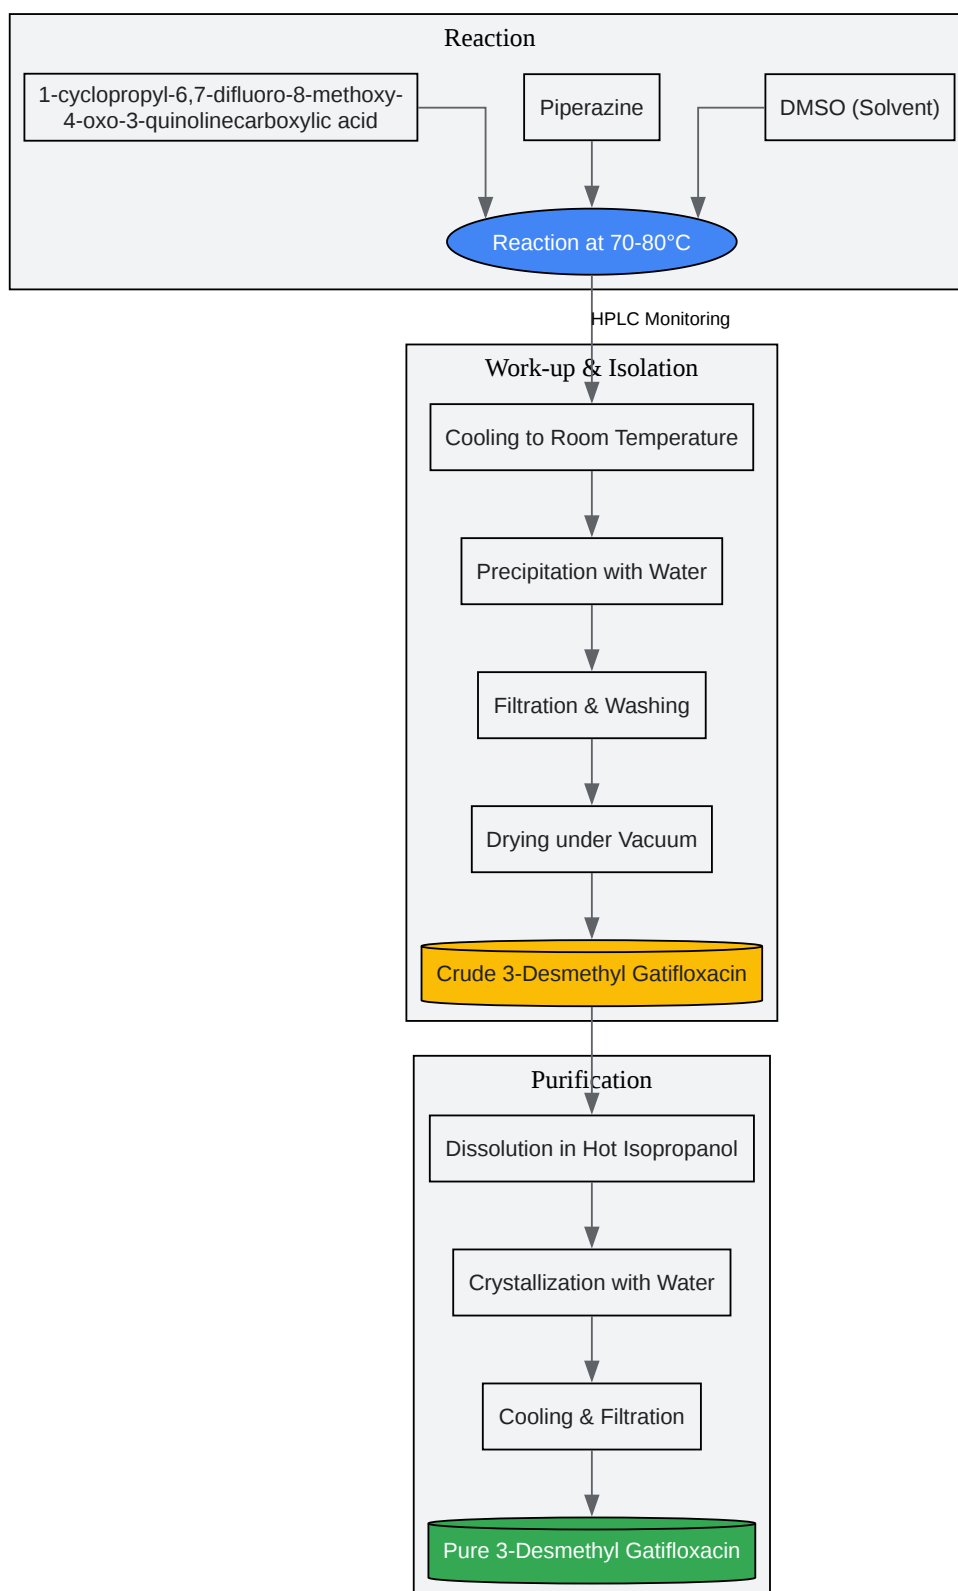 Reaction
1-cyclopropyl-6,7-difluoro-8-methoxy-
4-oxo-3-quinolinecarboxylic acid
Piperazine
DMSO (Solvent)
Reaction at 70-80°C
HPLC Monitoring
Work-up & Isolation
Cooling to Room Temperature
Precipitation with Water
Filtration & Washing
Drying under Vacuum
Crude 3-Desmethyl Gatifloxacin
Purification
Dissolution in Hot Isopropanol
Crystallization with Water
Cooling & Filtration
Pure 3-Desmethyl Gatifloxacin